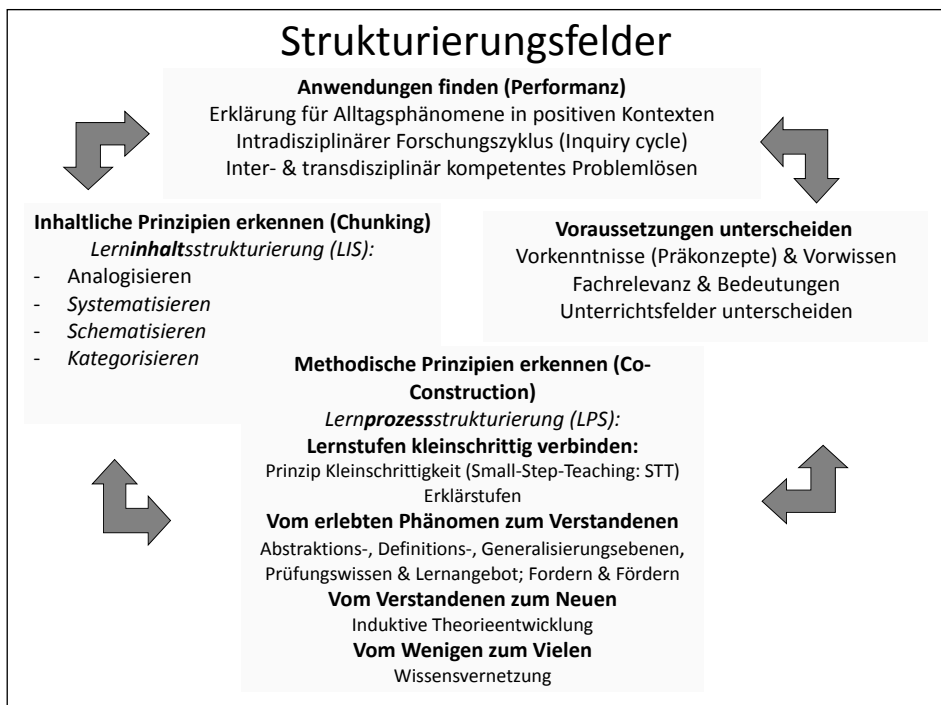 Strukturierungsfelder
Anwendungen finden (Performanz)
Erklärung für Alltagsphänomene in positiven Kontexten
Intradisziplinärer Forschungszyklus (Inquiry cycle)
Inter- & transdisziplinär kompetentes Problemlösen
Inhaltliche Prinzipien erkennen (Chunking)
Lerninhaltsstrukturierung (LIS):
- Analogisieren
- Systematisieren
- Schematisieren
- Kategorisieren
Voraussetzungen unterscheiden
Vorkenntnisse (Präkonzepte) & Vorwissen
Fachrelevanz & Bedeutungen
Unterrichtsfelder unterscheiden
Methodische Prinzipien erkennen (Co-
Construction)
Lernprozessstrukturierung (LPS):
Lernstufen kleinschrittig verbinden:
Prinzip Kleinschrittigkeit (Small-Step-Teaching: STT)
Erklärstufen
Vom erlebten Phänomen zum Verstandenen
Abstraktions-, Definitions-, Generalisierungsebenen,
Prüfungswissen & Lernangebot; Fordern & Fördern
Vom Verstandenen zum Neuen
Induktive Theorieentwicklung
Vom Wenigen zum Vielen
Wissensvernetzung